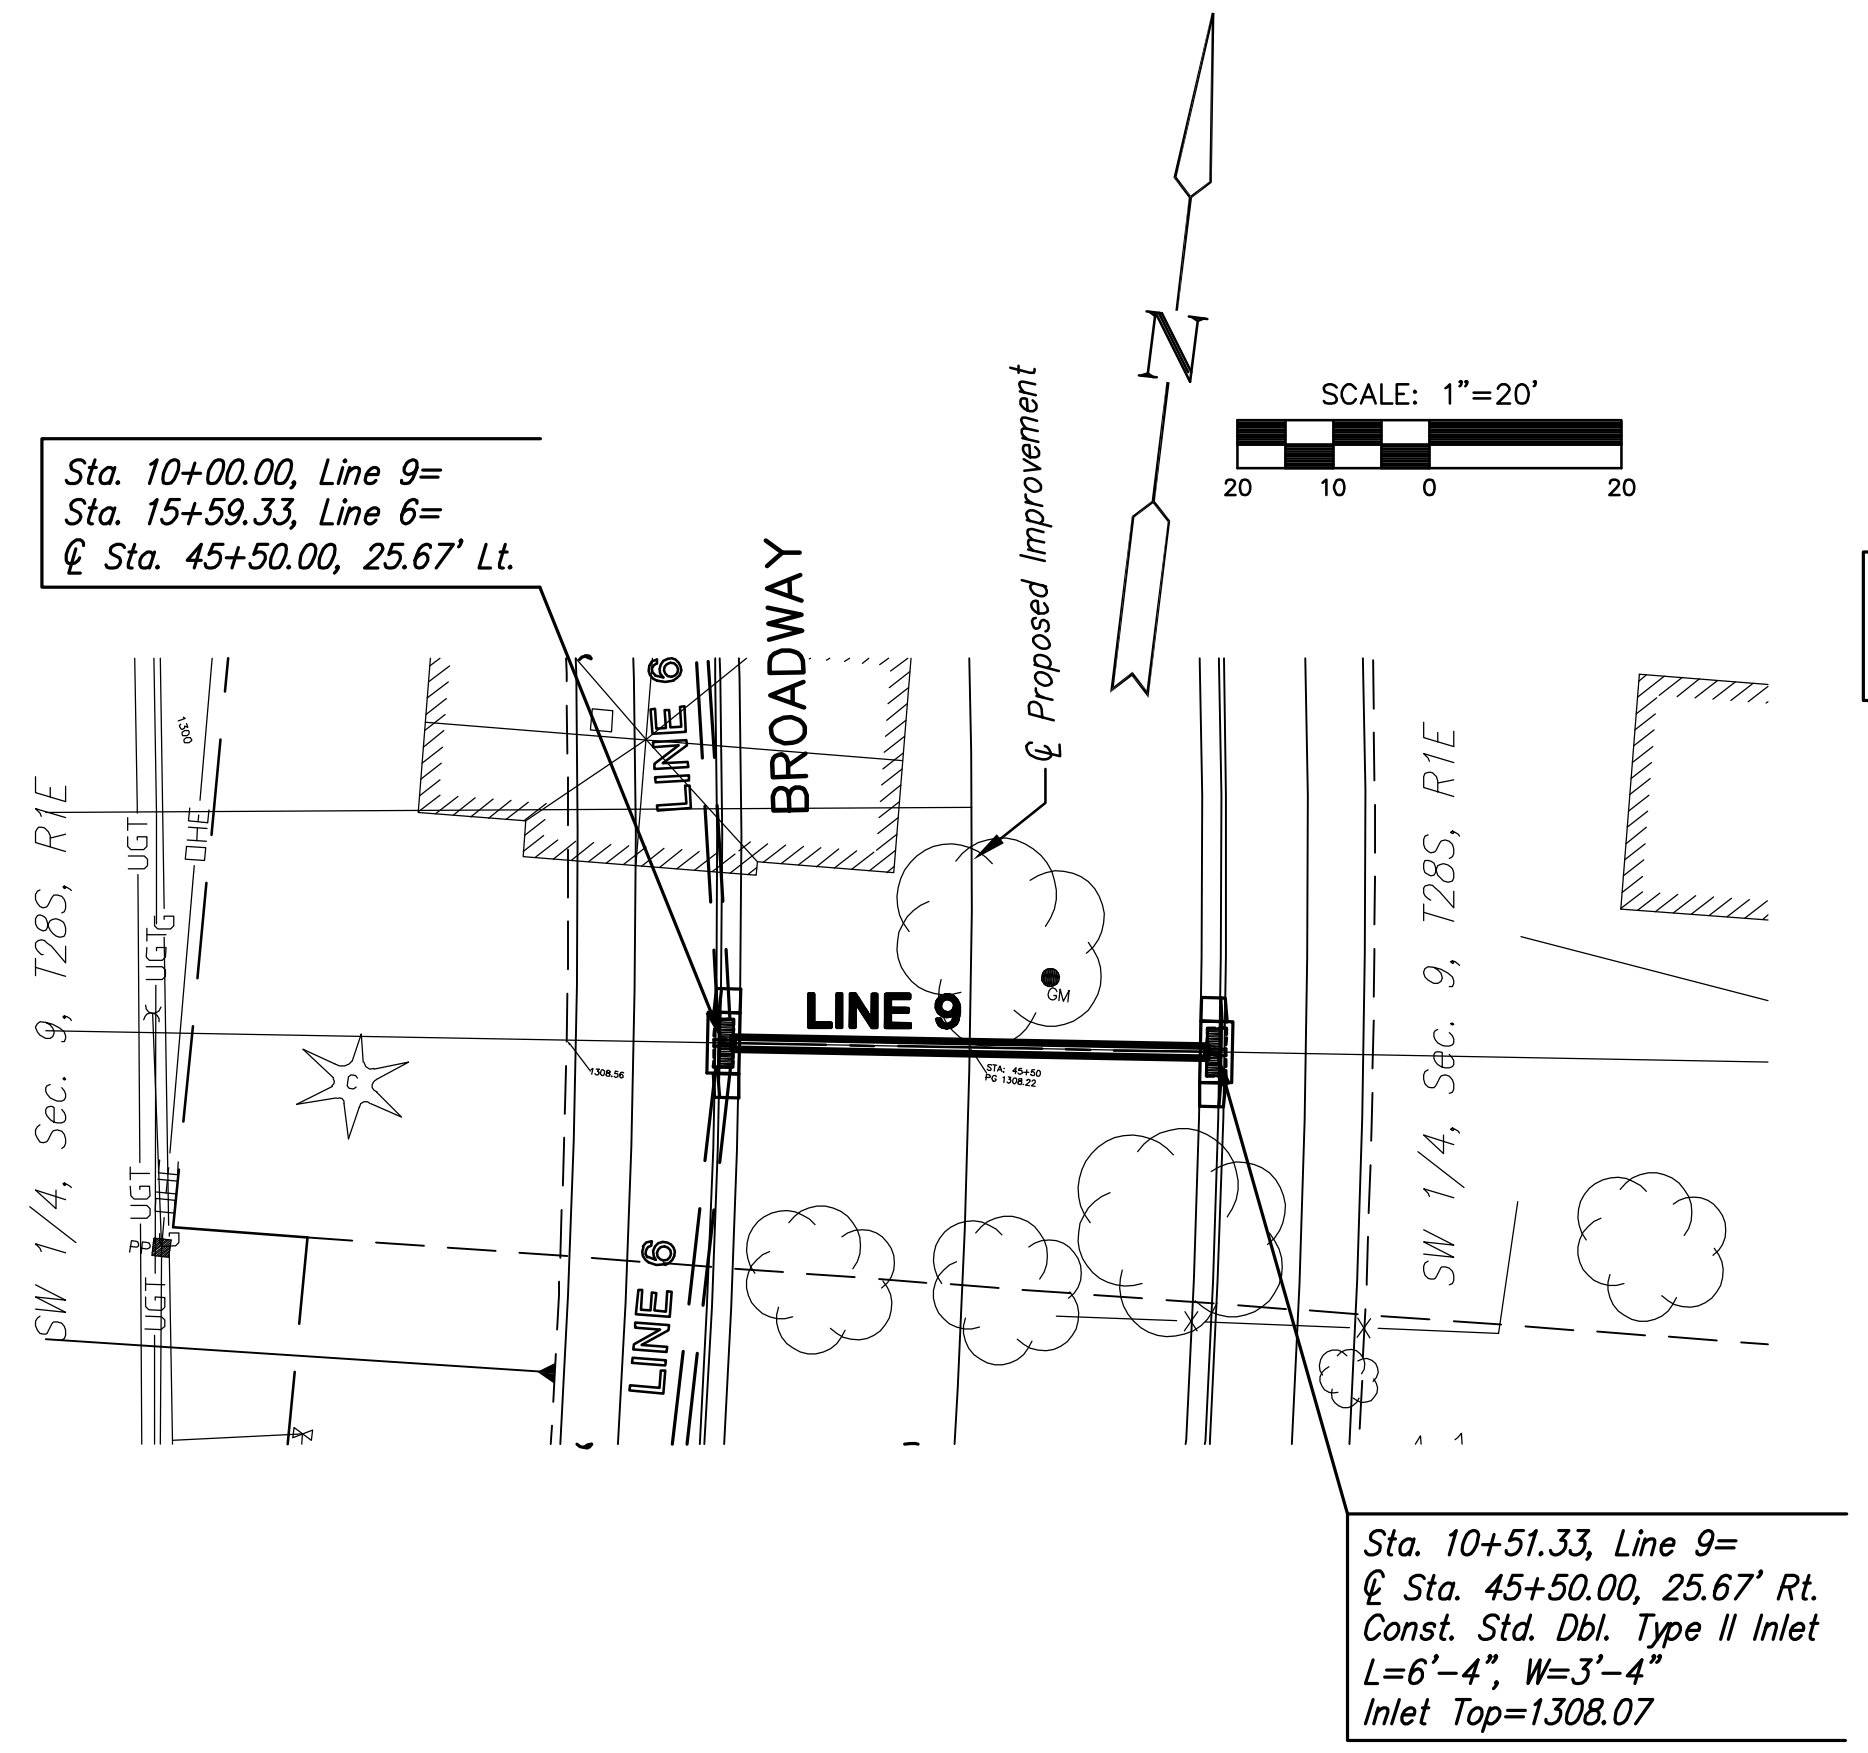 N
SCALE: 1"=20'
20 10 0 20
Sta. 10+00.00, Line 9=
Sta. 15+59.33, Line 6=
℄ Sta. 45+50.00, 25.67' Lt.
℄ Proposed Improvement
BROADWAY
LINE 6
1300
OHE
UGT
UGT
G
SW 1/4, Sec. 9, T28S, R1E
SW 1/4, Sec. 9, T28S, R1E
GM
LINE 9
STA: 45+50
PG 1308.22
1308.56
C
UGT
PP
G
UGT
LINE 6
Sta. 10+51.33, Line 9=
℄ Sta. 45+50.00, 25.67' Rt.
Const. Std. Dbl. Type II Inlet
L=6'-4", W=3'-4"
Inlet Top=1308.07